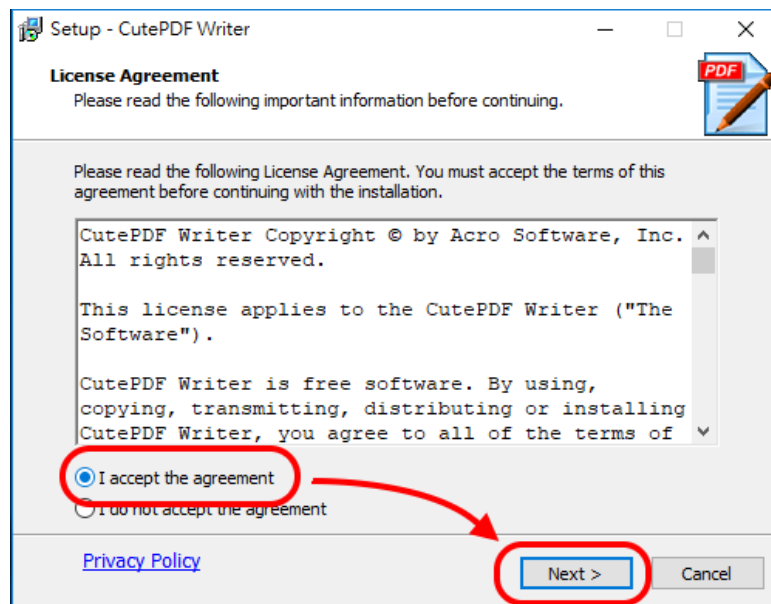 Setup - CutePDF Writer
License Agreement
Please read the following important information before continuing.
PDF
Please read the following License Agreement. You must accept the terms of this
agreement before continuing with the installation.
CutePDF Writer Copyright © by Acro Software, Inc.
All rights reserved.
This license applies to the CutePDF Writer ("The
Software").
CutePDF Writer is free software. By using,
copying, transmitting, distributing or installing
CutePDF Writer, you agree to all of the terms of
I accept the agreement
I do not accept the agreement
Privacy Policy
Next >
Cancel